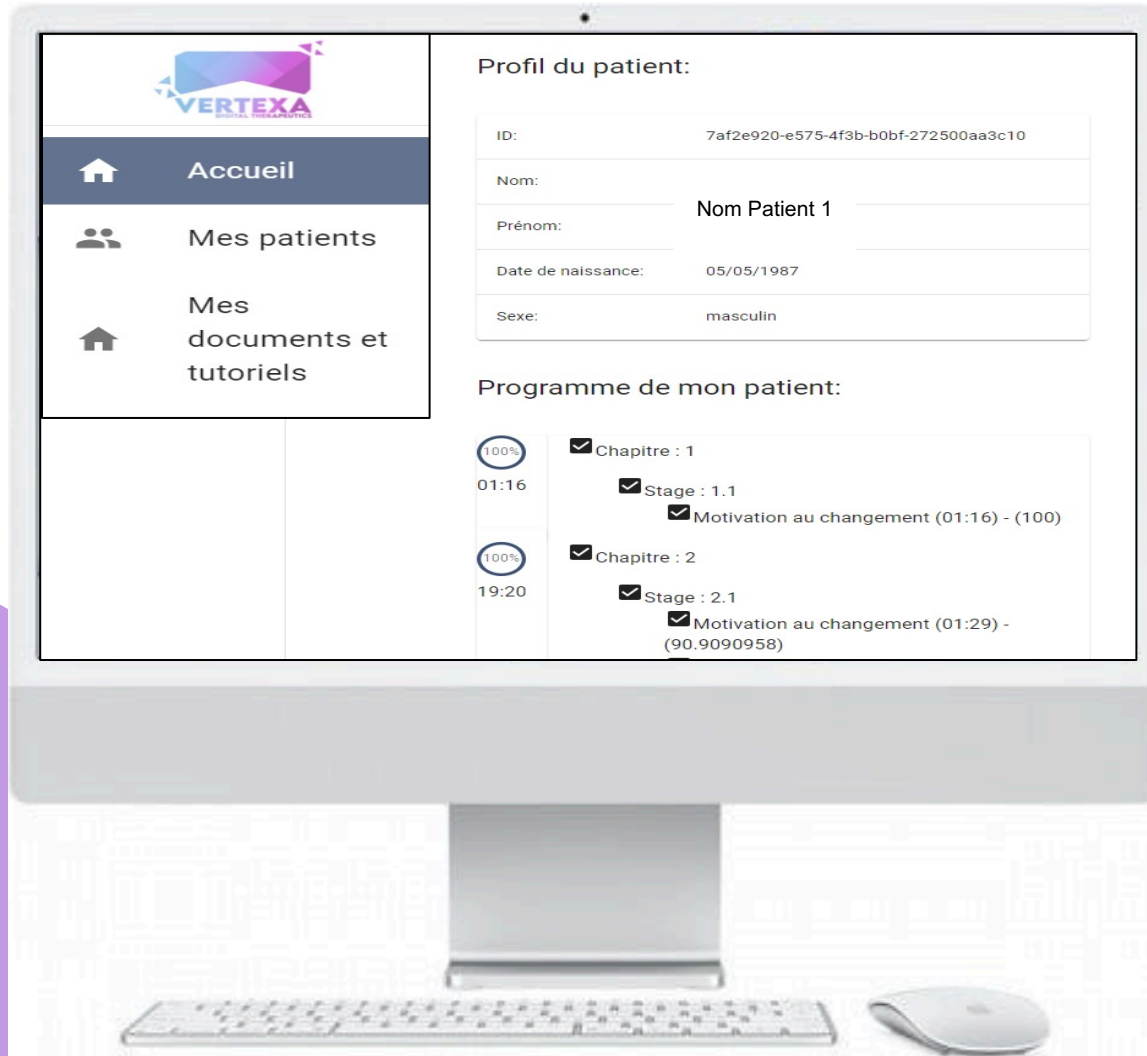 VERTEXA
DIGITAL THERAPEUTICS
Accueil
Mes patients
Mes
documents et
tutoriels
Profil du patient:
ID: 7af2e920-e575-4f3b-b0bf-272500aa3c10
Nom:
Nom Patient 1
Prénom:
Date de naissance: 05/05/1987
Sexe: masculin
Programme de mon patient:
100% Chapitre : 1
01:16 Stage : 1.1
Motivation au changement (01:16) - (100)
100% Chapitre : 2
19:20 Stage : 2.1
Motivation au changement (01:29) -
(90.9090958)